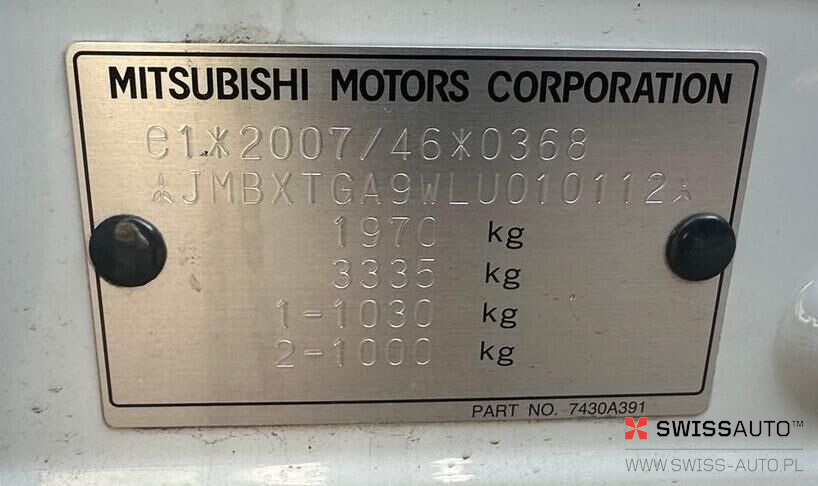 MITSUBISHI MOTORS CORPORATION
e1*2007/46*0368
JMBXTGA9WLU010112
1970 kg
3335 kg
1-1030 kg
2-1000 kg
PART NO. 7430A391
SWISSAUTO™
WWW.SWISS-AUTO.PL